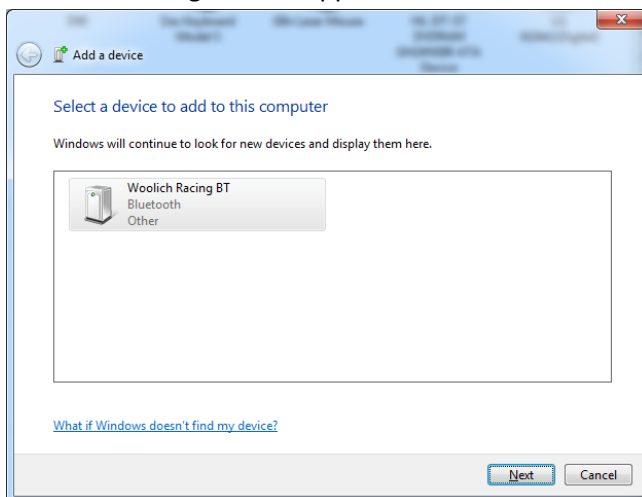 Add a device
Select a device to add to this computer
Windows will continue to look for new devices and display them here.
Woolich Racing BT
Bluetooth
Other
What if Windows doesn't find my device?
Next
Cancel